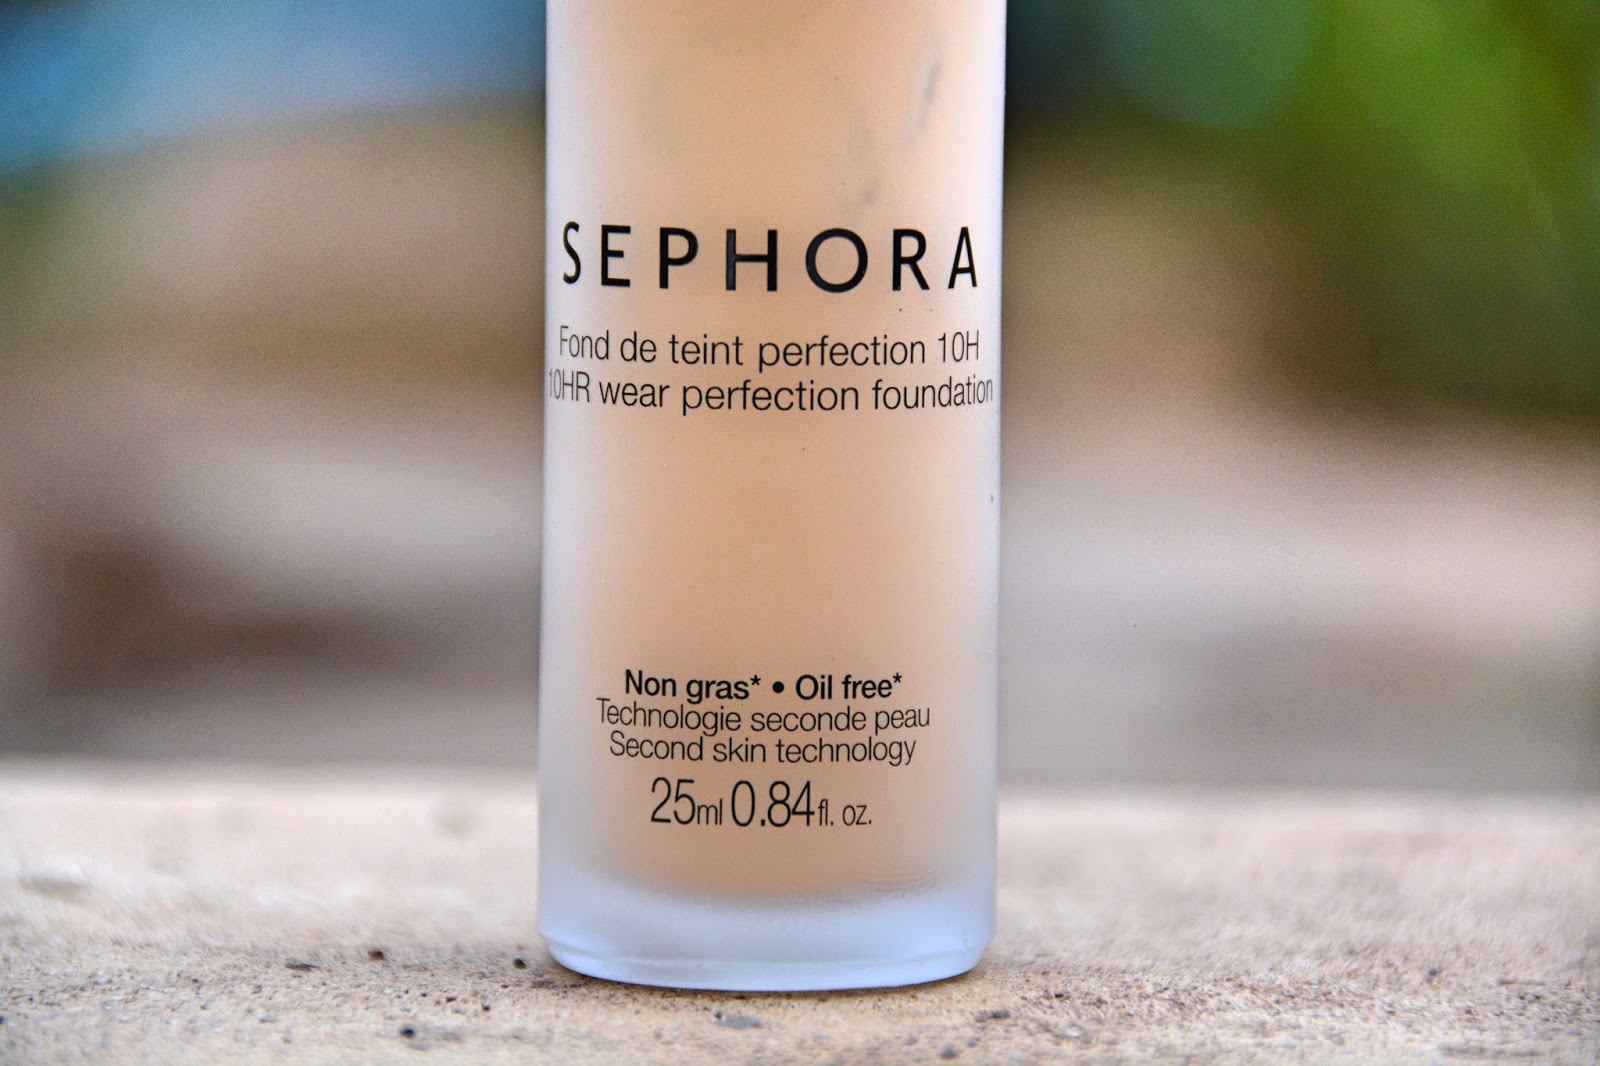 SEPHORA
Fond de teint perfection 10H
10HR wear perfection foundation
Non gras* • Oil free*
Technologie seconde peau
Second skin technology
25ml 0.84fl. oz.